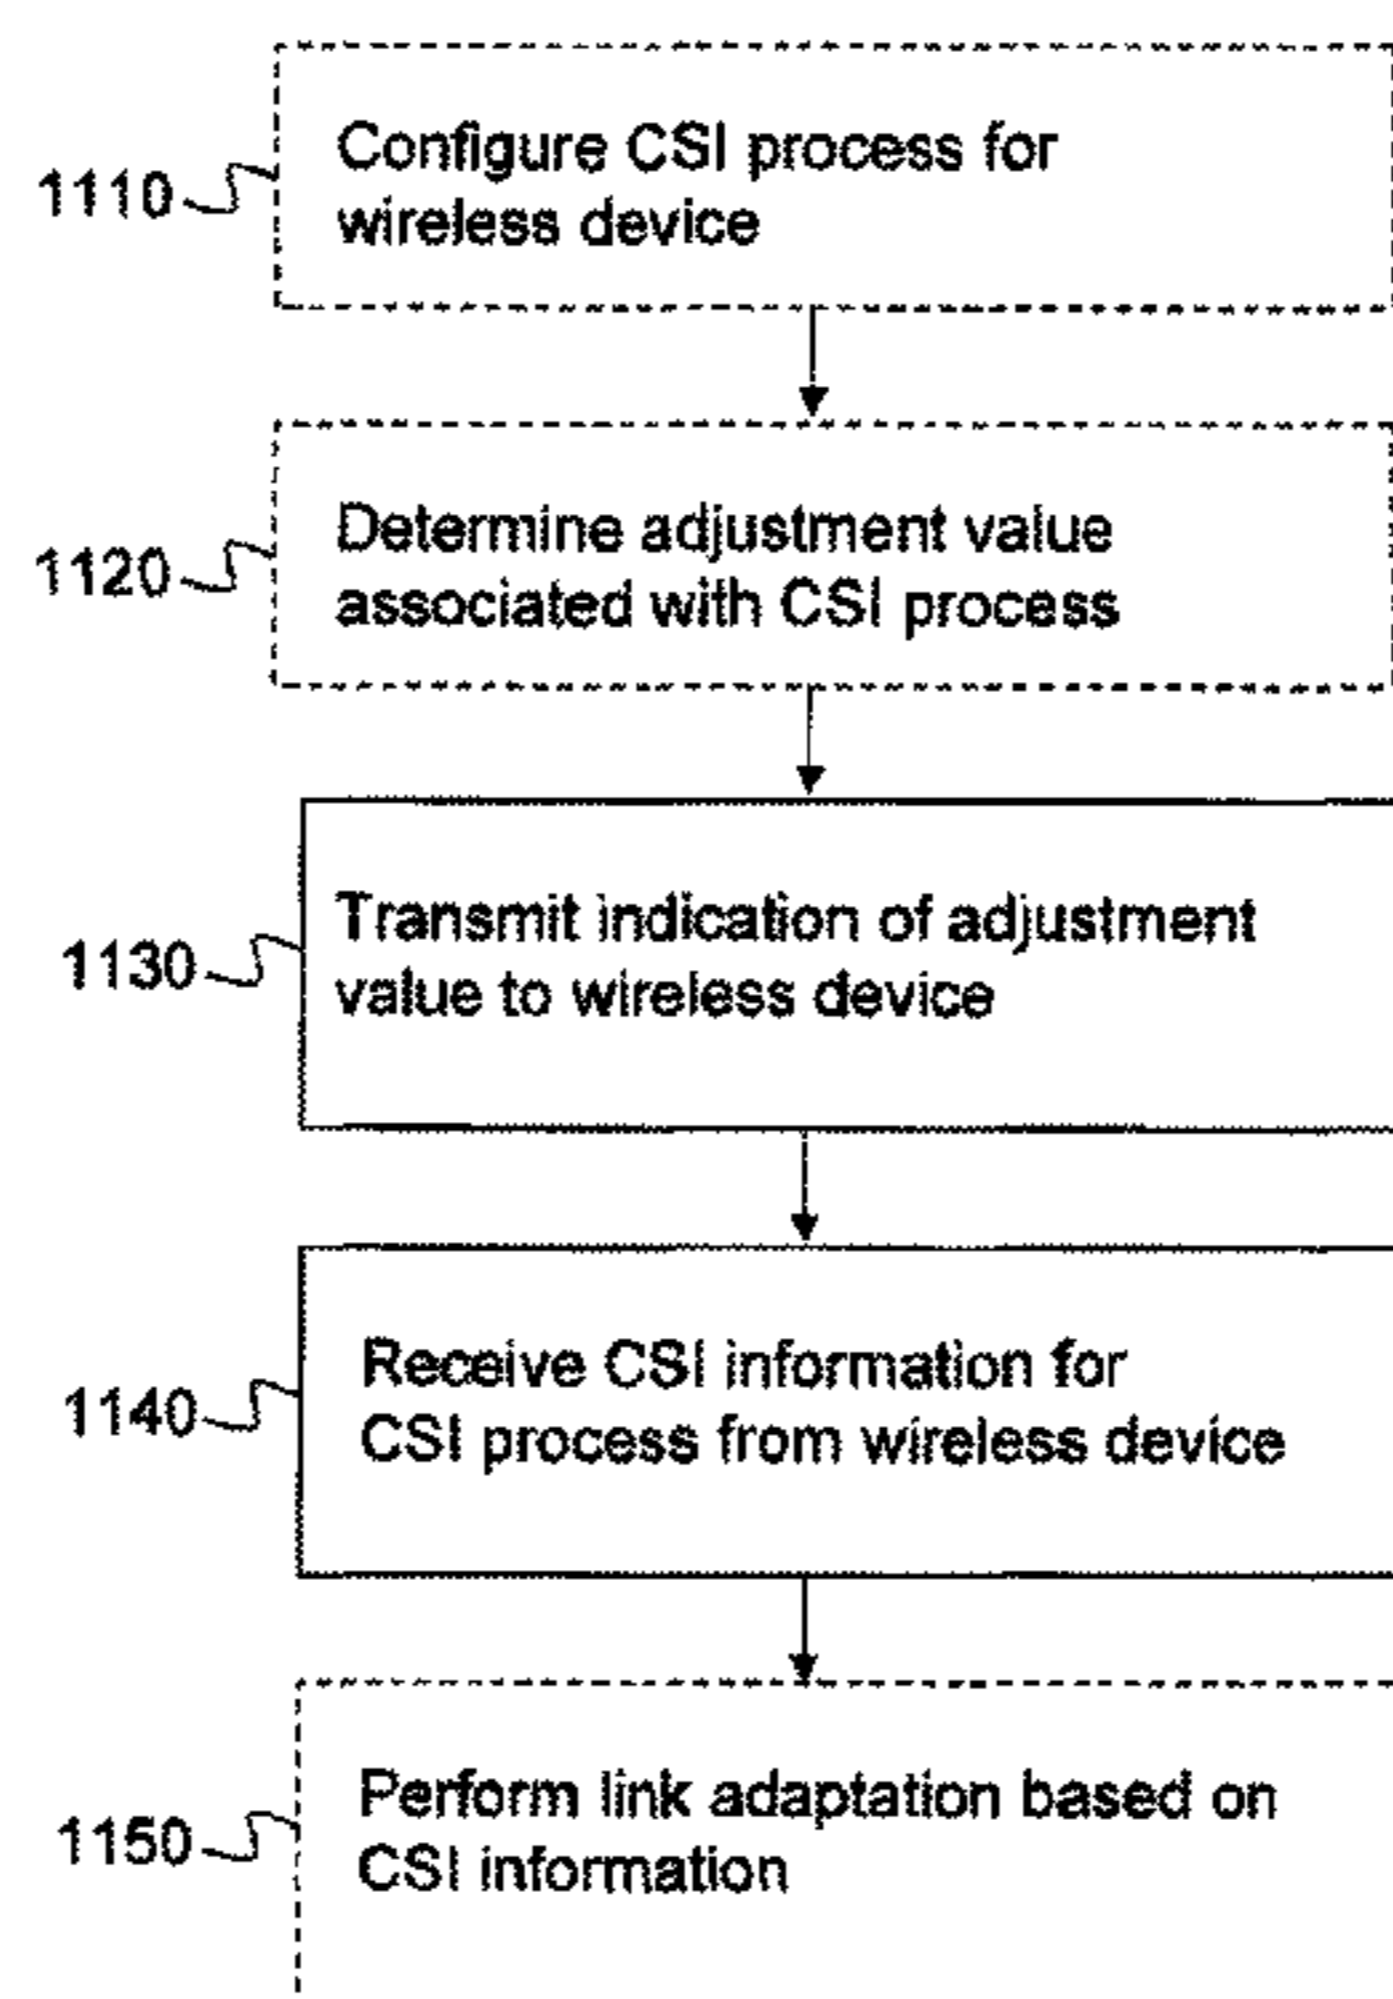 1110
Configure CSI process for
wireless device
1120
Determine adjustment value
associated with CSI process
1130
Transmit indication of adjustment
value to wireless device
1140
Receive CSI information for
CSI process from wireless device
1150
Perform link adaptation based on
CSI information